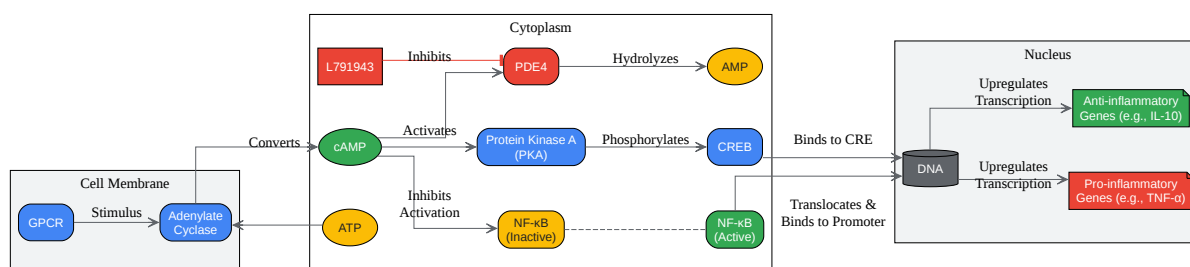 Cytoplasm
L791943
Inhibits
PDE4
Hydrolyzes
AMP
Nucleus
Upregulates
Transcription
Anti-inflammatory
Genes (e.g., IL-10)
Converts
cAMP
Activates
Protein Kinase A
(PKA)
Phosphorylates
CREB
Binds to CRE
DNA
Upregulates
Transcription
Pro-inflammatory
Genes (e.g., TNF-α)
Cell Membrane
GPCR
Stimulus
Adenylate
Cyclase
ATP
Inhibits
Activation
NF-κB
(Inactive)
NF-κB
(Active)
Translocates &
Binds to Promoter